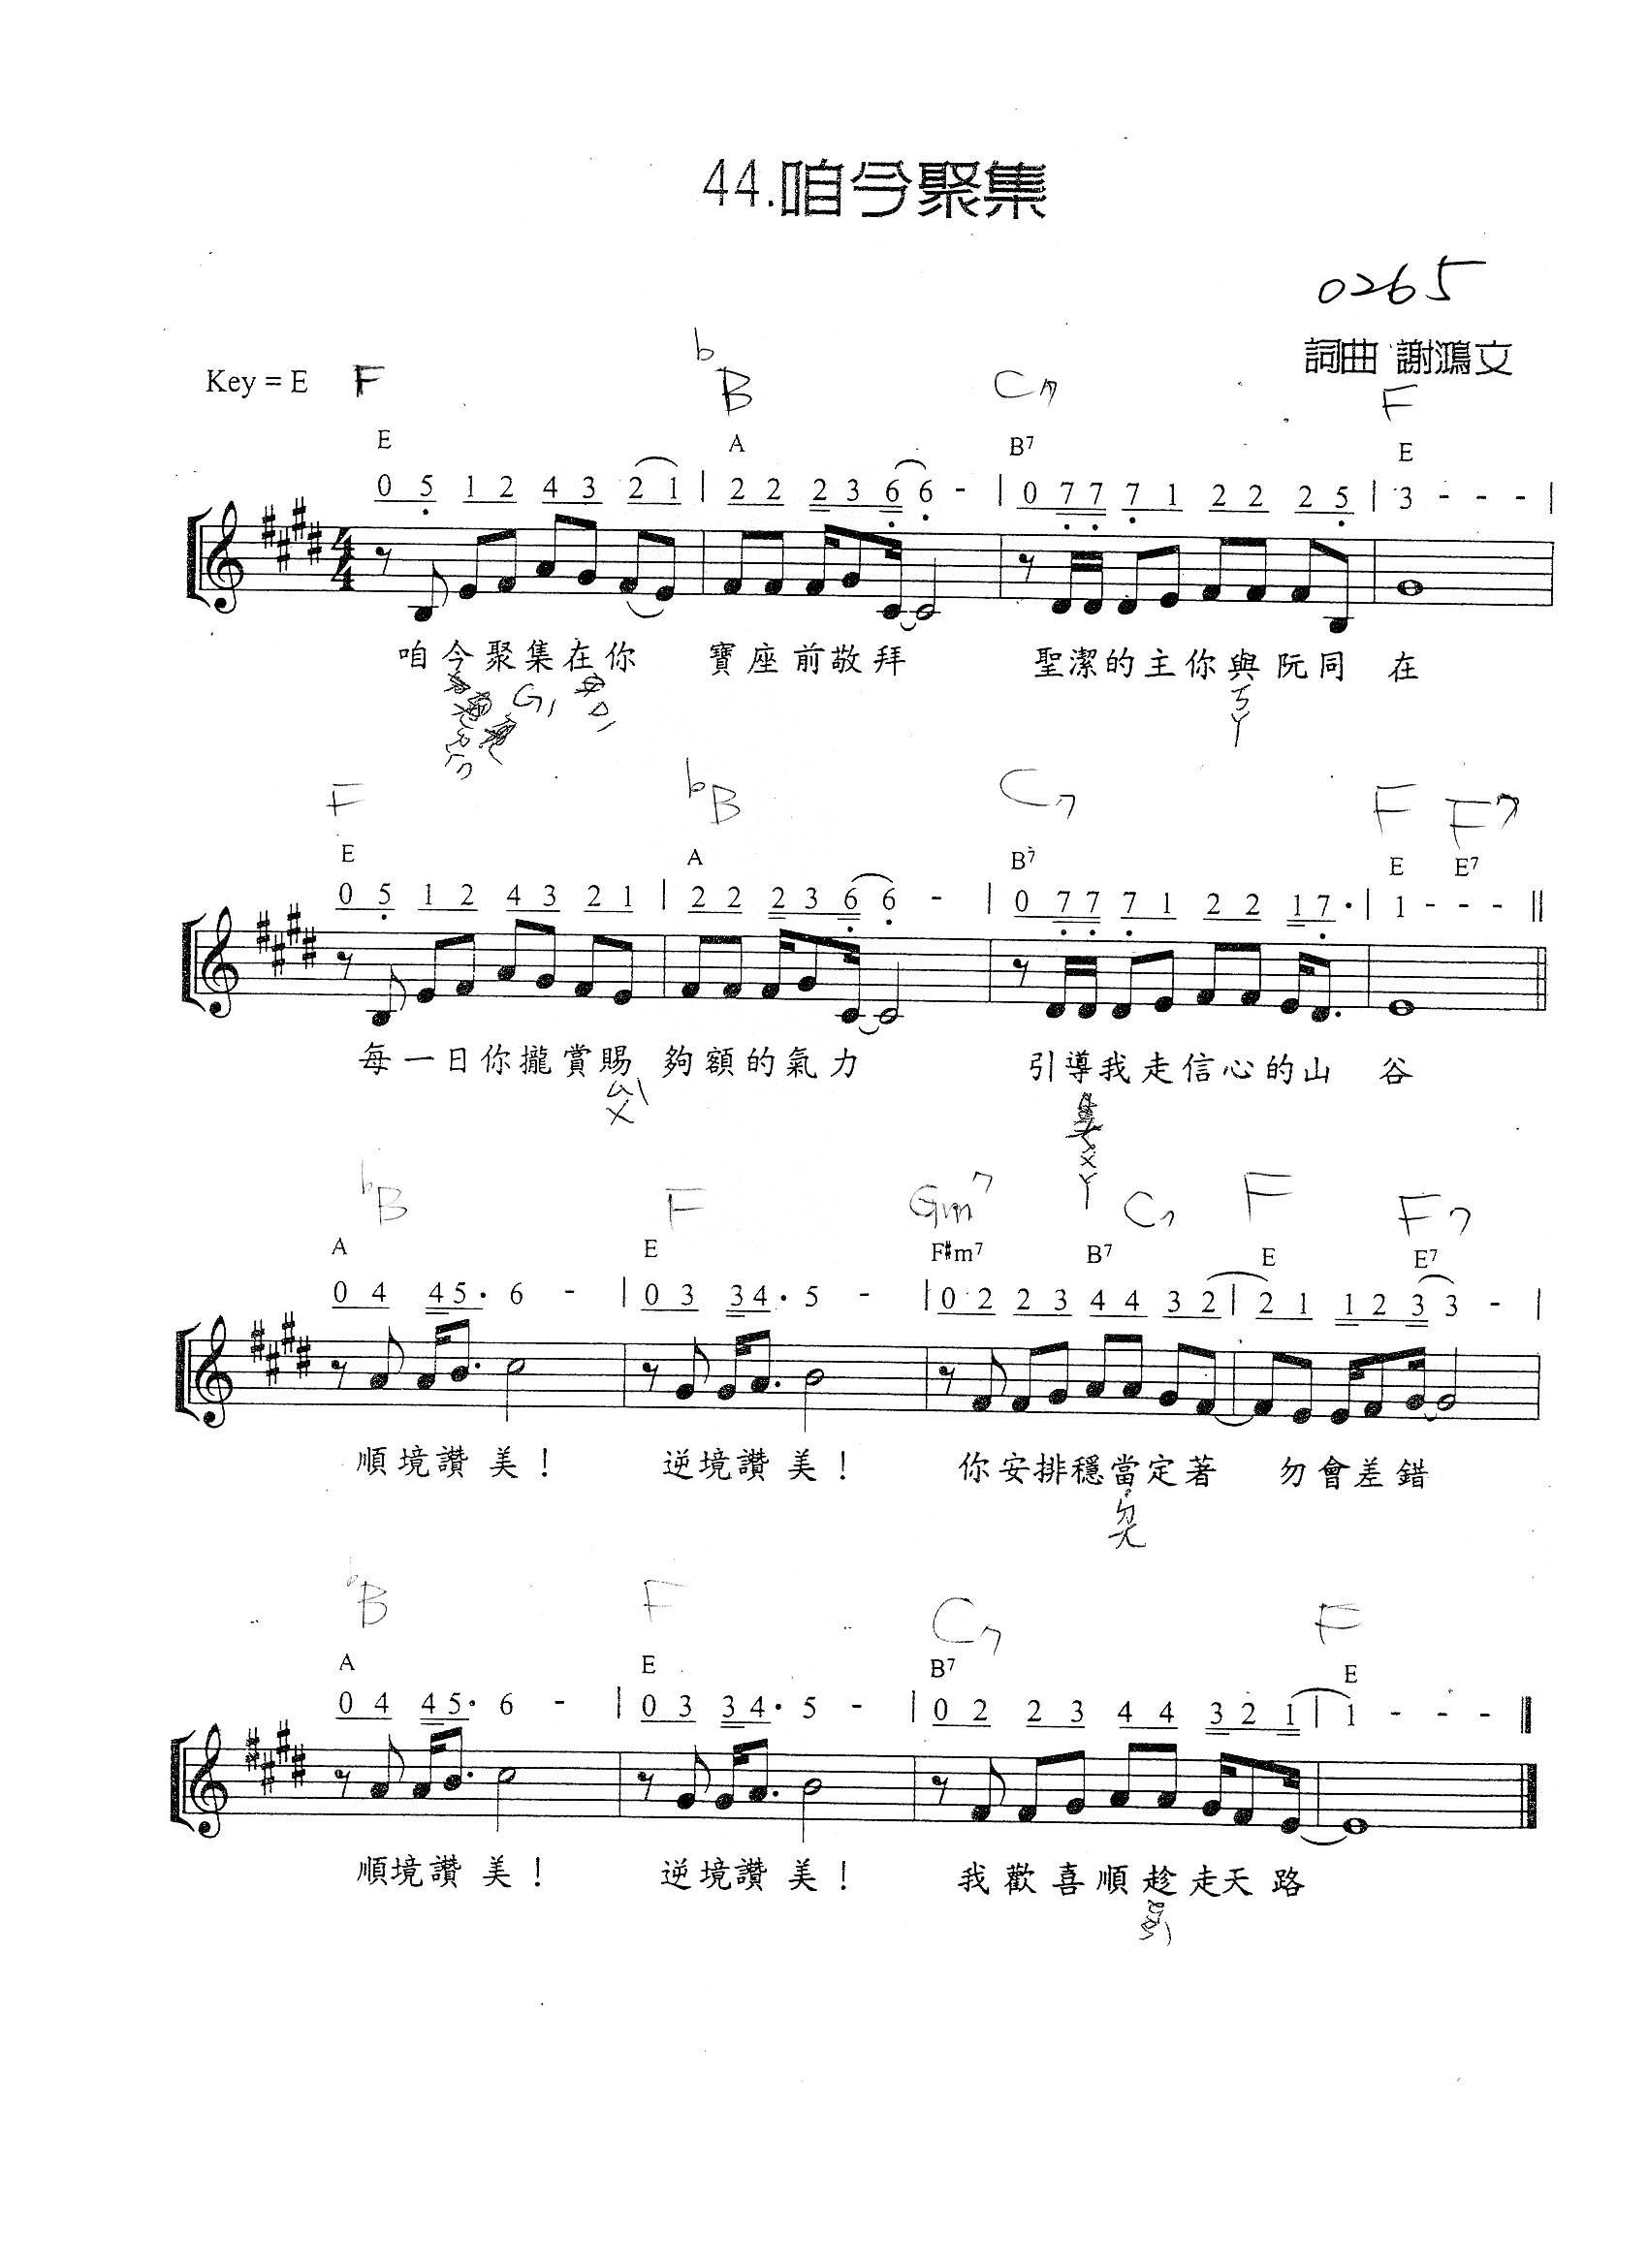 44.咱今聚集
0265
詞曲 謝鴻文
Key = E F
bB C7 F
E A B7 E
0 5 1 2 4 3 2 1 | 2 2 2 3 6 6 - | 0 7 7 7 1 2 2 2 5 | 3 - - - |
咱今聚集在你 寶座前敬拜 聖潔的主你與阮同 在
F bB C7 F F7
E A B7 E E7
0 5 1 2 4 3 2 1 | 2 2 2 3 6 6 - | 0 7 7 7 1 2 2 1 7 · | 1 - - - ‖
每一日你攏賞賜 夠額的氣力 引導我走信心的山 谷
bB F Gm7 C7 F F7
A E F#m7 B7 E E7
0 4 4 5 · 6 - | 0 3 3 4 · 5 - | 0 2 2 3 4 4 3 2 | 2 1 1 2 3 3 - |
順境讚美！ 逆境讚美！ 你安排穩當定著 勿會差錯
bB F C7 F
A E B7 E
0 4 4 5 · 6 - | 0 3 3 4 · 5 - | 0 2 2 3 4 4 3 2 1 | 1 - - - ‖
順境讚美！ 逆境讚美！ 我歡喜順趁走天路